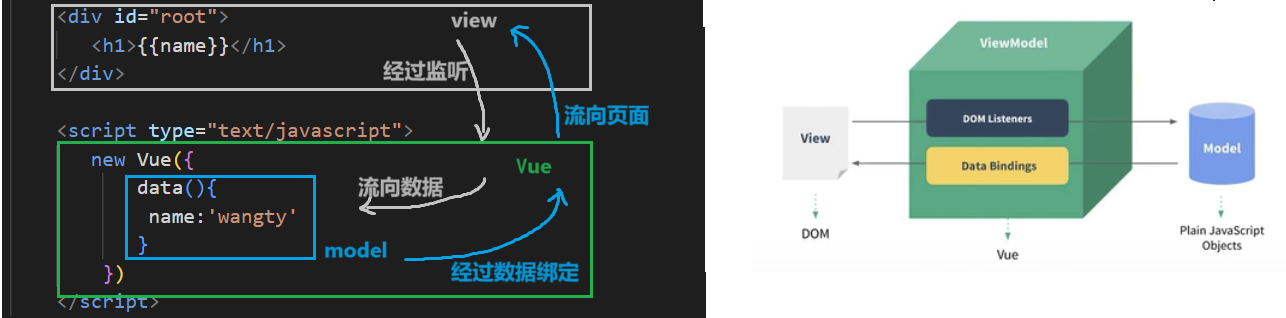 <div id="root">
view
<h1>{{name}}</h1>
</div>
经过监听
流向页面
<script type="text/javascript">
new Vue({
Vue
data(){
流向数据
name:'wangty'
}
model
})
经过数据绑定
</script>
ViewModel
DOM Listeners
View
Model
Data Bindings
DOM
Vue
Plain JavaScript
Objects